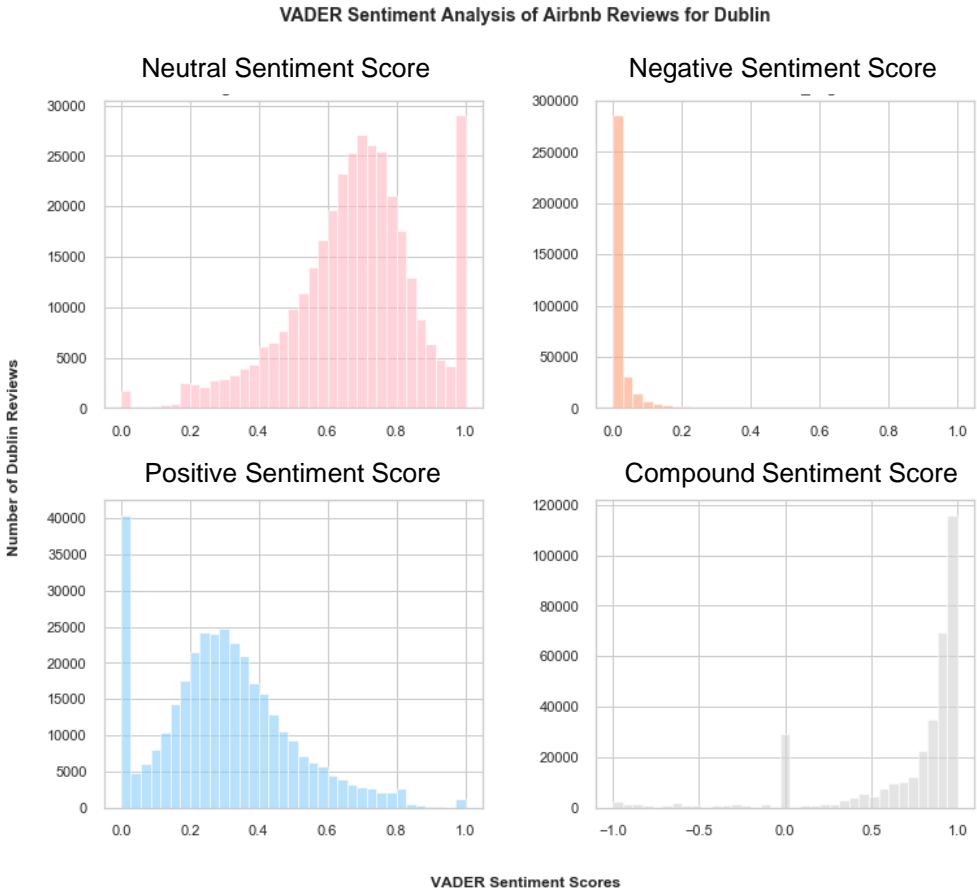 VADER Sentiment Analysis of Airbnb Reviews for Dublin
Neutral Sentiment Score
30000
25000
20000
15000
10000
5000
0
0.0 0.2 0.4 0.6 0.8 1.0
Negative Sentiment Score
300000
250000
200000
150000
100000
50000
0
0.0 0.2 0.4 0.6 0.8 1.0
Number of Dublin Reviews
Positive Sentiment Score
40000
35000
30000
25000
20000
15000
10000
5000
0
0.0 0.2 0.4 0.6 0.8 1.0
Compound Sentiment Score
120000
100000
80000
60000
40000
20000
0
−1.0 −0.5 0.0 0.5 1.0
VADER Sentiment Scores